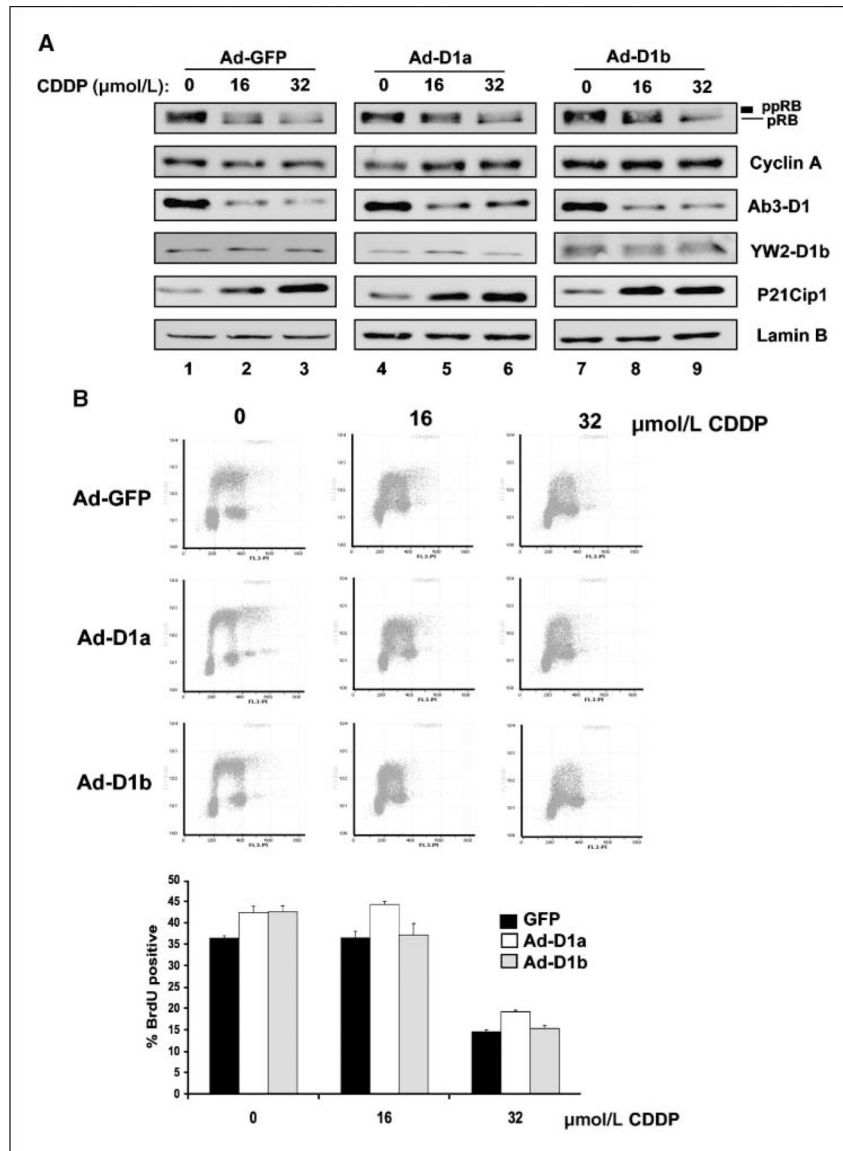 A
Ad-GFP Ad-D1a Ad-D1b
CDDP (µmol/L): 0 16 32 0 16 32 0 16 32
ppRB
pRB
Cyclin A
Ab3-D1
YW2-D1b
P21Cip1
Lamin B
1 2 3 4 5 6 7 8 9
B
0 16 32 µmol/L CDDP
Ad-GFP
Ad-D1a
Ad-D1b
50
45
40
35
30
25
20
15
10
5
0
% BrdU positive
GFP
Ad-D1a
Ad-D1b
0 16 32 µmol/L CDDP